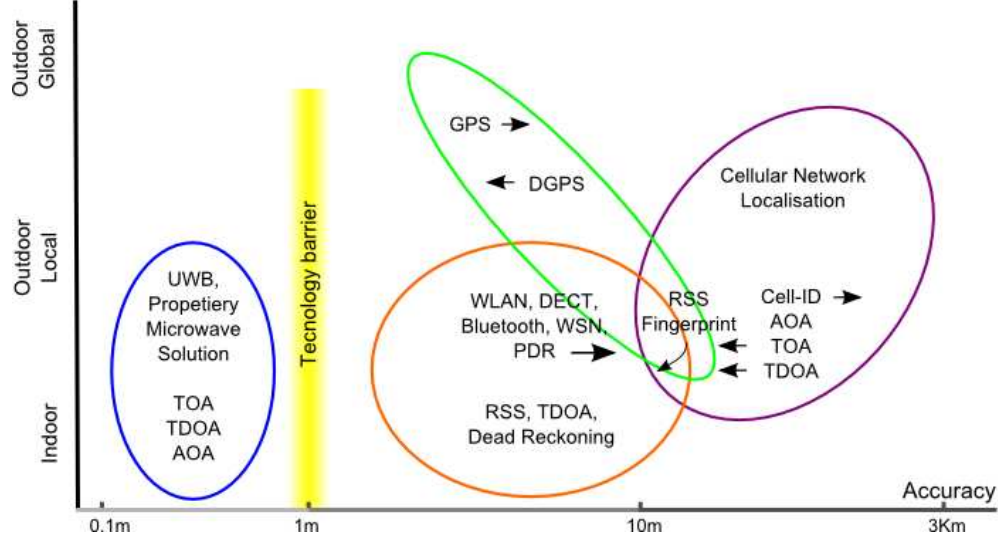 Outdoor
Global
Outdoor
Local
Indoor
UWB,
Propetiery
Microwave
Solution
TOA
TDOA
AOA
Tecnology barrier
GPS
DGPS
WLAN, DECT,
Bluetooth, WSN,
PDR
RSS, TDOA,
Dead Reckoning
RSS
Fingerprint
Cellular Network
Localisation
Cell-ID
AOA
TOA
TDOA
Accuracy
0.1m
1m
10m
3Km